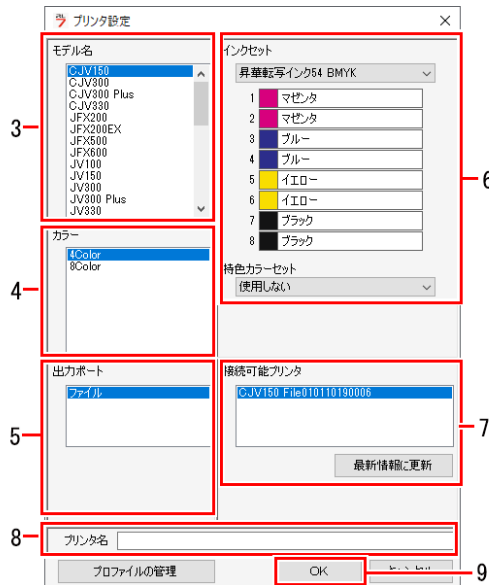 プリンタ設定
モデル名
CJV150
CJV300
CJV300 Plus
CJV330
JFX200
JFX200EX
JFX500
JFX600
JV100
JV150
JV300
JV300 Plus
JV330
3
カラー
4Color
8Color
4
出力ポート
ファイル
5
インクセット
昇華転写インク54 BMYK
1 マゼンタ
2 マゼンタ
3 ブルー
4 ブルー
5 イエロー
6 イエロー
7 ブラック
8 ブラック
特色カラーセット
使用しない
6
接続可能プリンタ
CJV150 File010110190006
最新情報に更新
7
8
プリンタ名
プロファイルの管理
OK
9